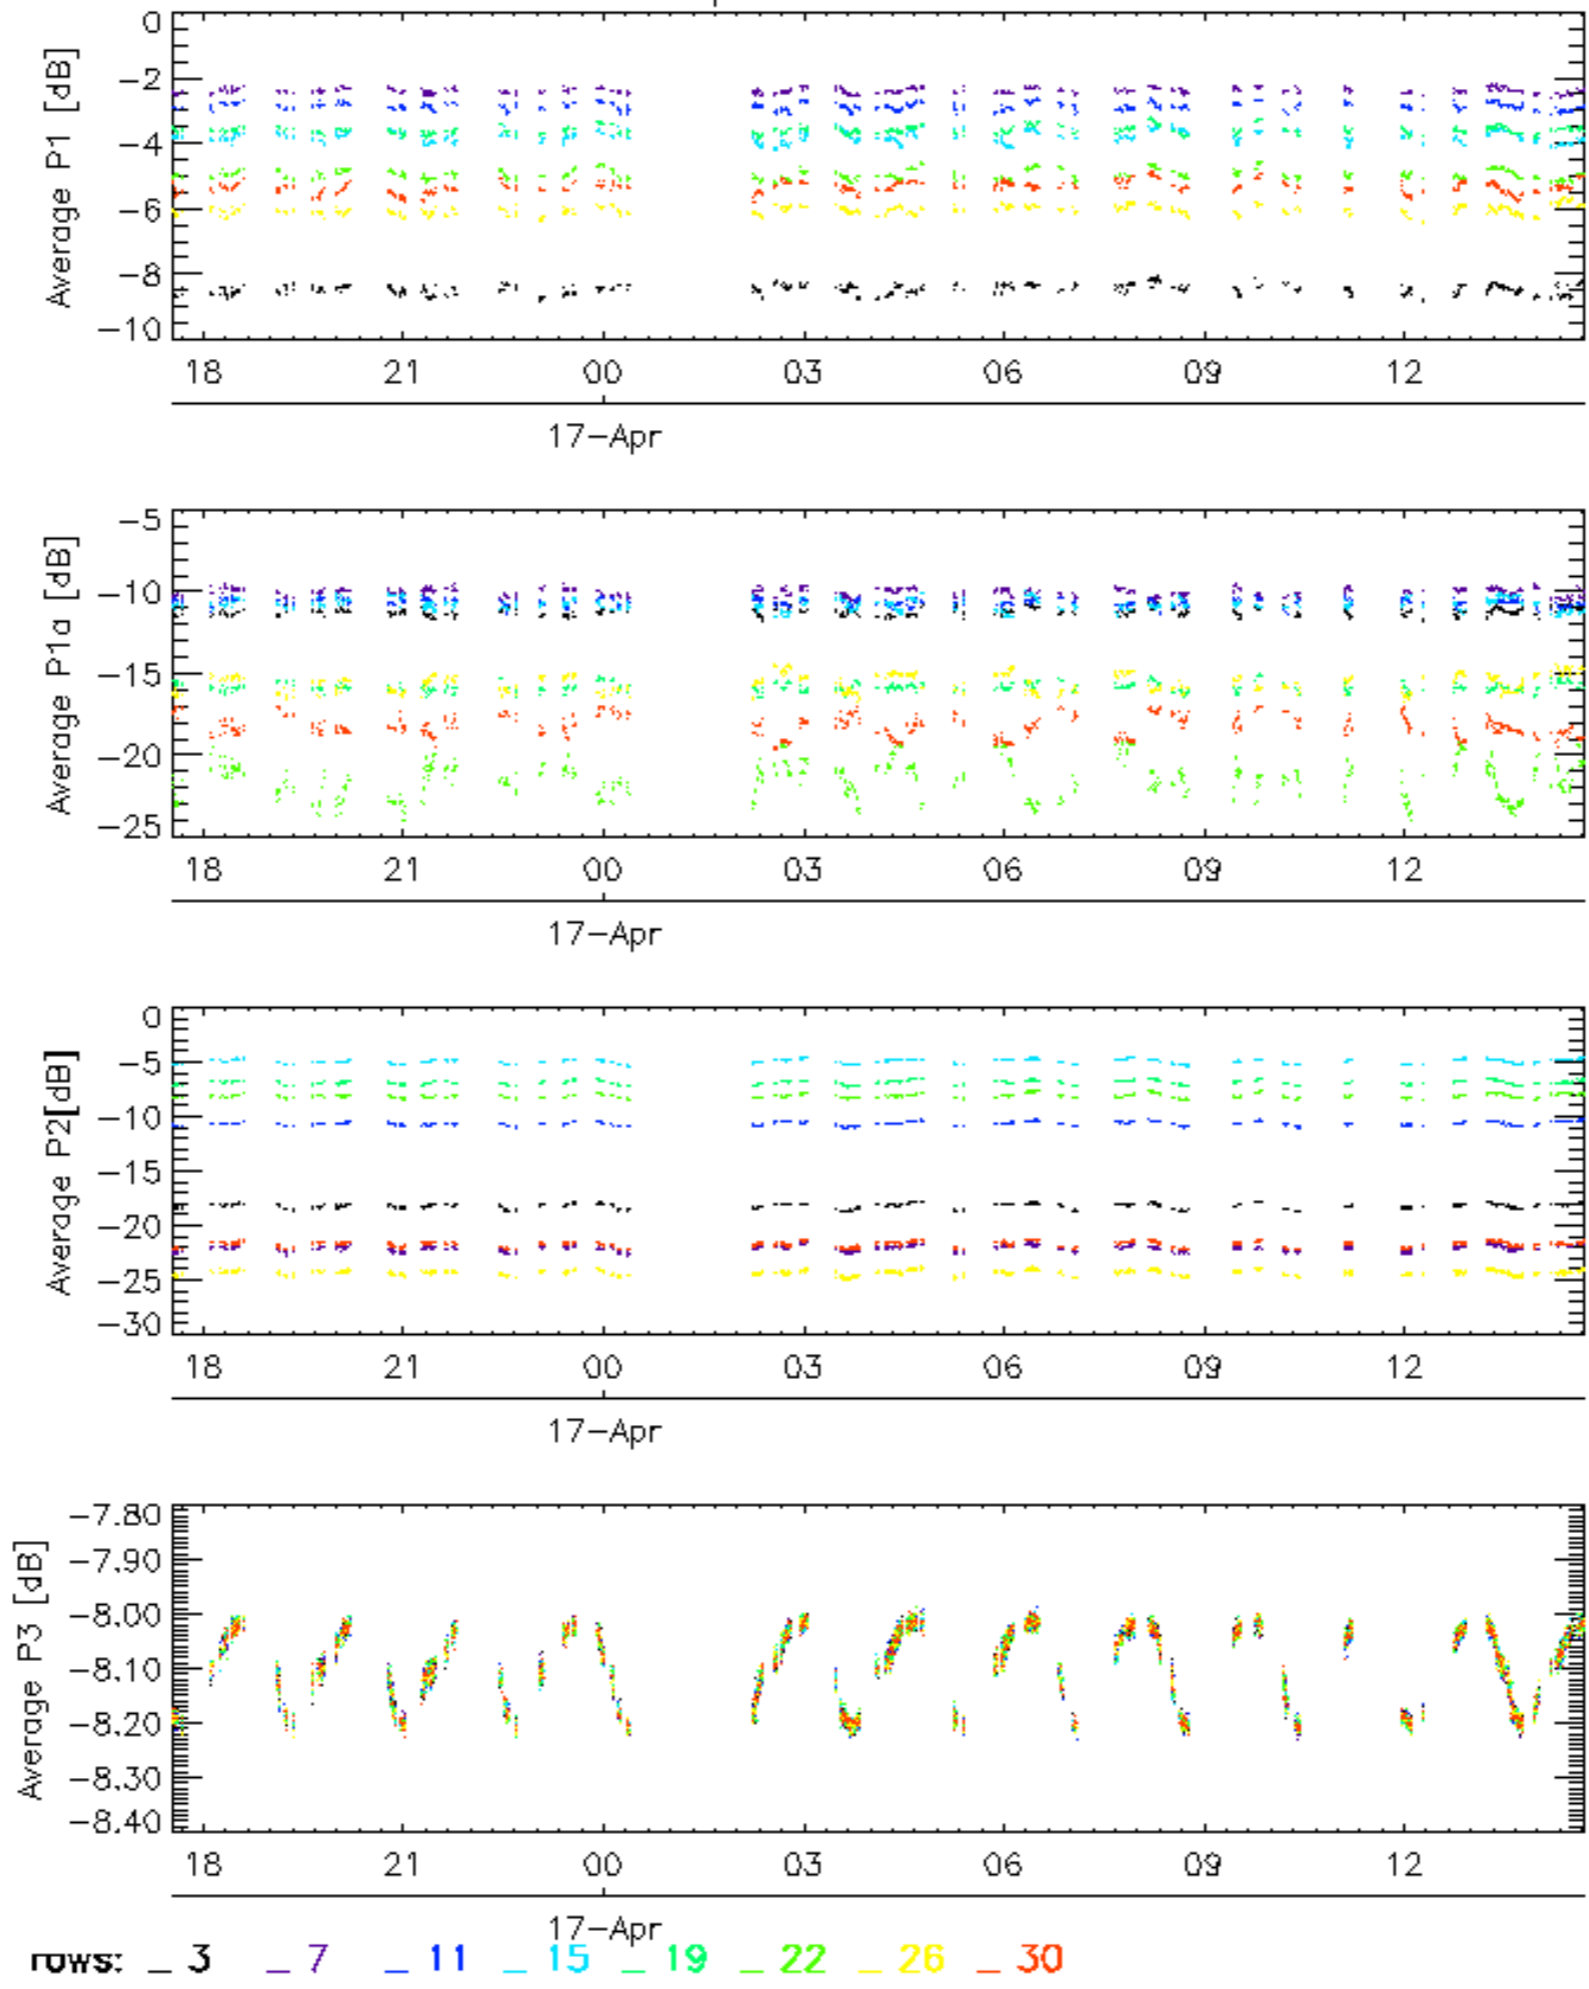 Average P1 [dB]
0
-2
-4
-6
-8
-10
18 21 00 03 06 09 12
17-Apr
Average P1a [dB]
-5
-10
-15
-20
-25
18 21 00 03 06 09 12
17-Apr
Average P2[dB]
0
-5
-10
-15
-20
-25
-30
18 21 00 03 06 09 12
17-Apr
Average P3 [dB]
-7.80
-7.90
-8.00
-8.10
-8.20
-8.30
-8.40
18 21 00 03 06 09 12
17-Apr
rows: _ 3 _ 7 _ 11 _ 15 _ 19 _ 22 _ 26 _ 30